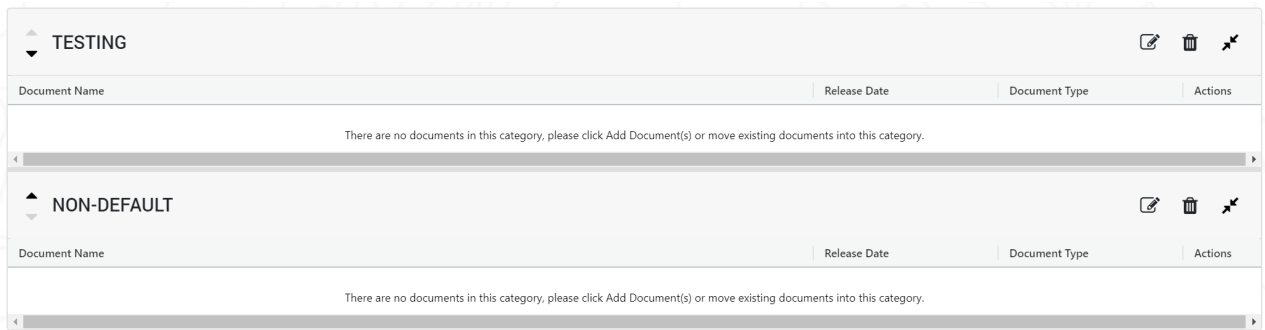 TESTING
Document Name Release Date Document Type Actions
There are no documents in this category, please click Add Document(s) or move existing documents into this category.
NON-DEFAULT
Document Name Release Date Document Type Actions
There are no documents in this category, please click Add Document(s) or move existing documents into this category.